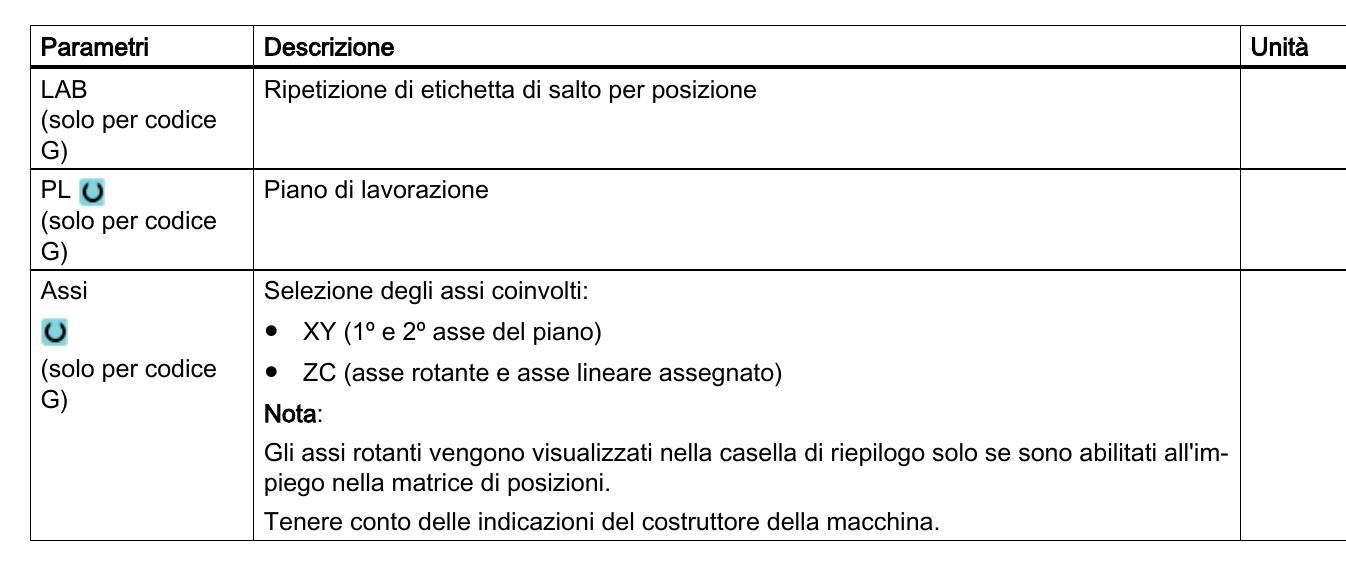 Parametri Descrizione Unità
LAB Ripetizione di etichetta di salto per posizione
(solo per codice
G)
PL Piano di lavorazione
(solo per codice
G)
Assi Selezione degli assi coinvolti:
● XY (1º e 2º asse del piano)
● ZC (asse rotante e asse lineare assegnato)
(solo per codice
G)
Nota:
Gli assi rotanti vengono visualizzati nella casella di riepilogo solo se sono abilitati all'im-
piego nella matrice di posizioni.
Tenere conto delle indicazioni del costruttore della macchina.